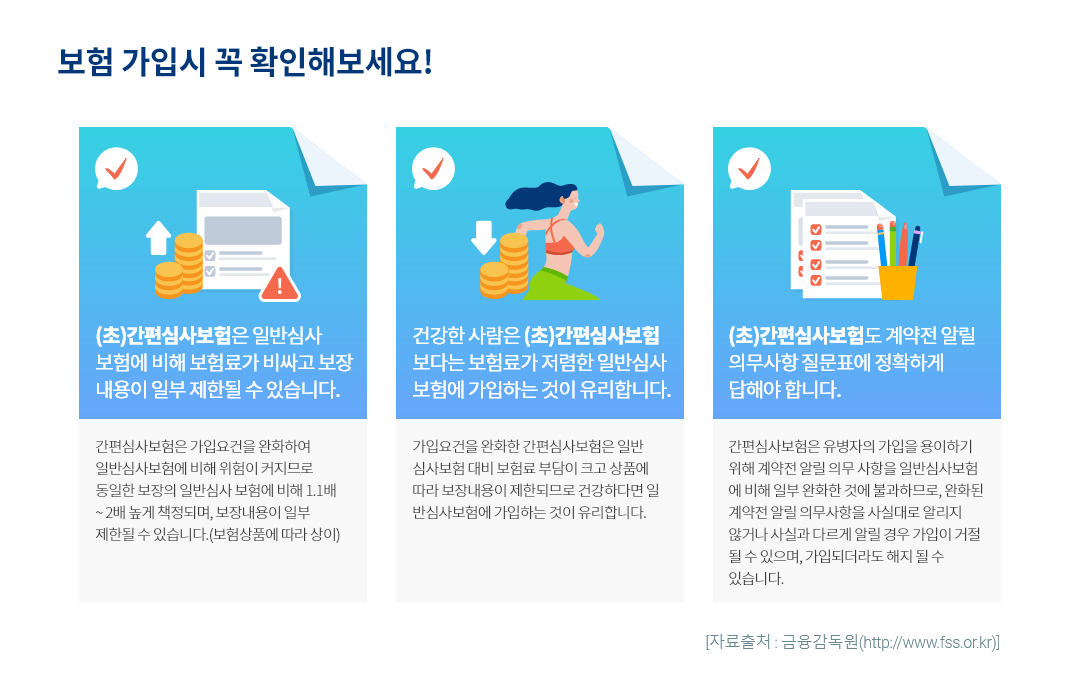 보험 가입시 꼭 확인해보세요!
(초)간편심사보험은 일반심사
보험에 비해 보험료가 비싸고 보장
내용이 일부 제한될 수 있습니다.
간편심사보험은 가입요건을 완화하여
일반심사보험에 비해 위험이 커지므로
동일한 보장의 일반심사 보험에 비해 1.1배
~ 2배 높게 책정되며, 보장내용이 일부
제한될 수 있습니다.(보험상품에 따라 상이)
건강한 사람은 (초)간편심사보험
보다는 보험료가 저렴한 일반심사
보험에 가입하는 것이 유리합니다.
가입요건을 완화한 간편심사보험은 일반
심사보험 대비 보험료 부담이 크고 상품에
따라 보장내용이 제한되므로 건강하다면 일
반심사보험에 가입하는 것이 유리합니다.
(초)간편심사보험도 계약전 알릴
의무사항 질문표에 정확하게
답해야 합니다.
간편심사보험은 유병자의 가입을 용이하기
위해 계약전 알릴 의무 사항을 일반심사보험
에 비해 일부 완화한 것에 불과하므로, 완화된
계약전 알릴 의무사항을 사실대로 알리지
않거나 사실과 다르게 알릴 경우 가입이 거절
될 수 있으며, 가입되더라도 해지 될 수
있습니다.
[자료출처 : 금융감독원(http://www.fss.or.kr)]